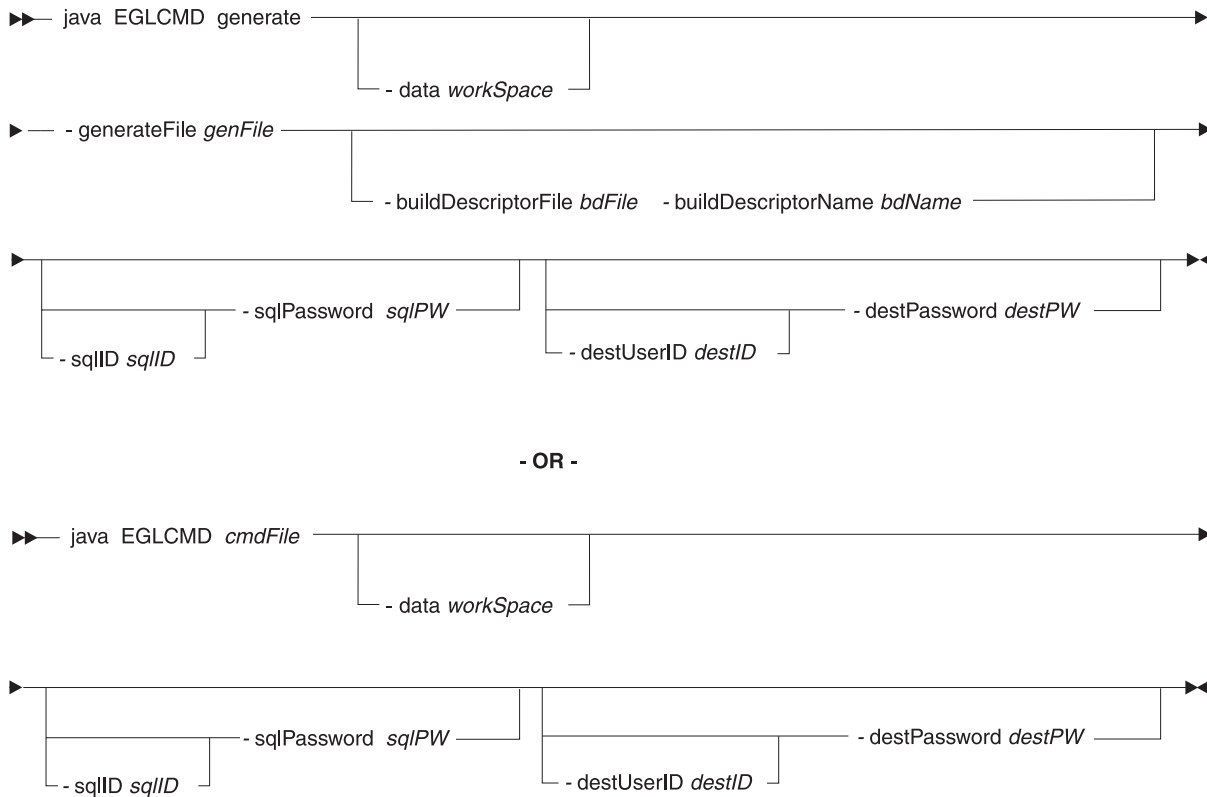 java EGLCMD generate
- data workSpace
- generateFile genFile
- buildDescriptorFile bdFile - buildDescriptorName bdName
- sqlPassword sqlPW - destPassword destPW
- sqlID sqlID - destUserID destID
- OR -
java EGLCMD cmdFile
- data workSpace
- sqlPassword sqlPW - destPassword destPW
- sqlID sqlID - destUserID destID